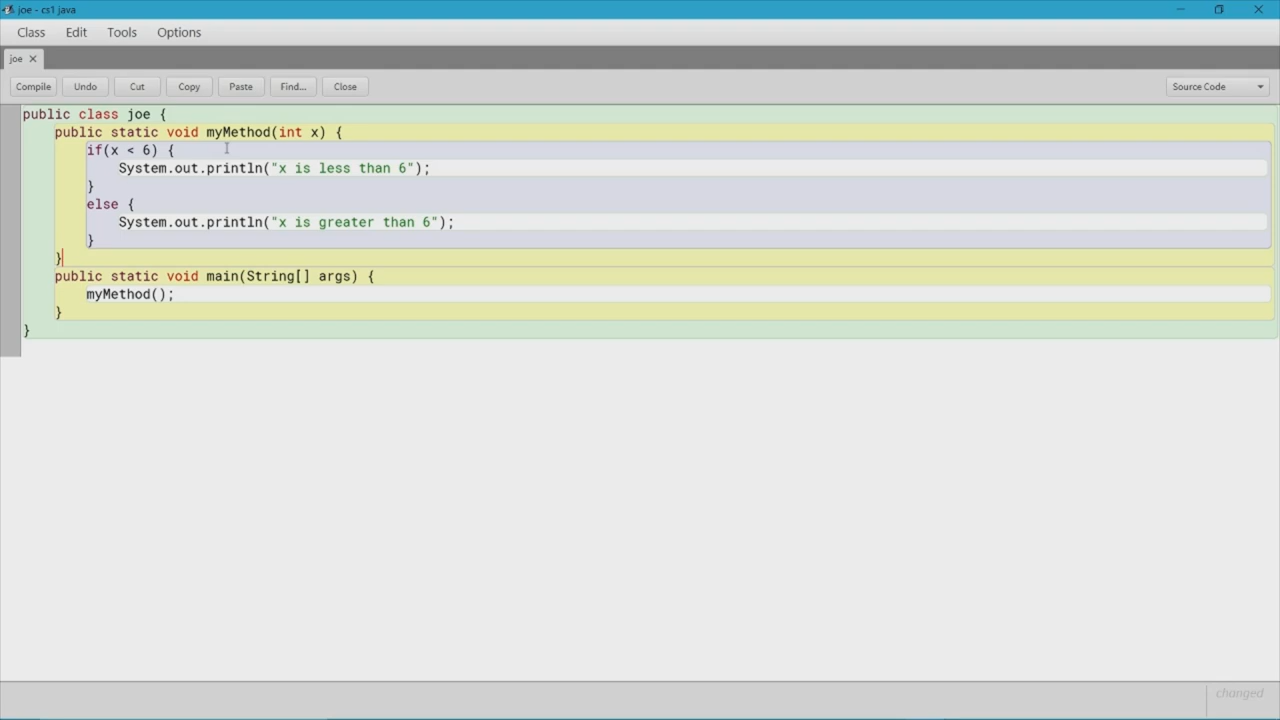 joe - cs1 java
Class Edit Tools Options
joe
Compile Undo Cut Copy Paste Find... Close Source Code
public class joe {
    public static void myMethod(int x) {
        if(x < 6) {
            System.out.println("x is less than 6");
        }
        else {
            System.out.println("x is greater than 6");
        }
    }
    public static void main(String[] args) {
        myMethod();
    }
}
changed